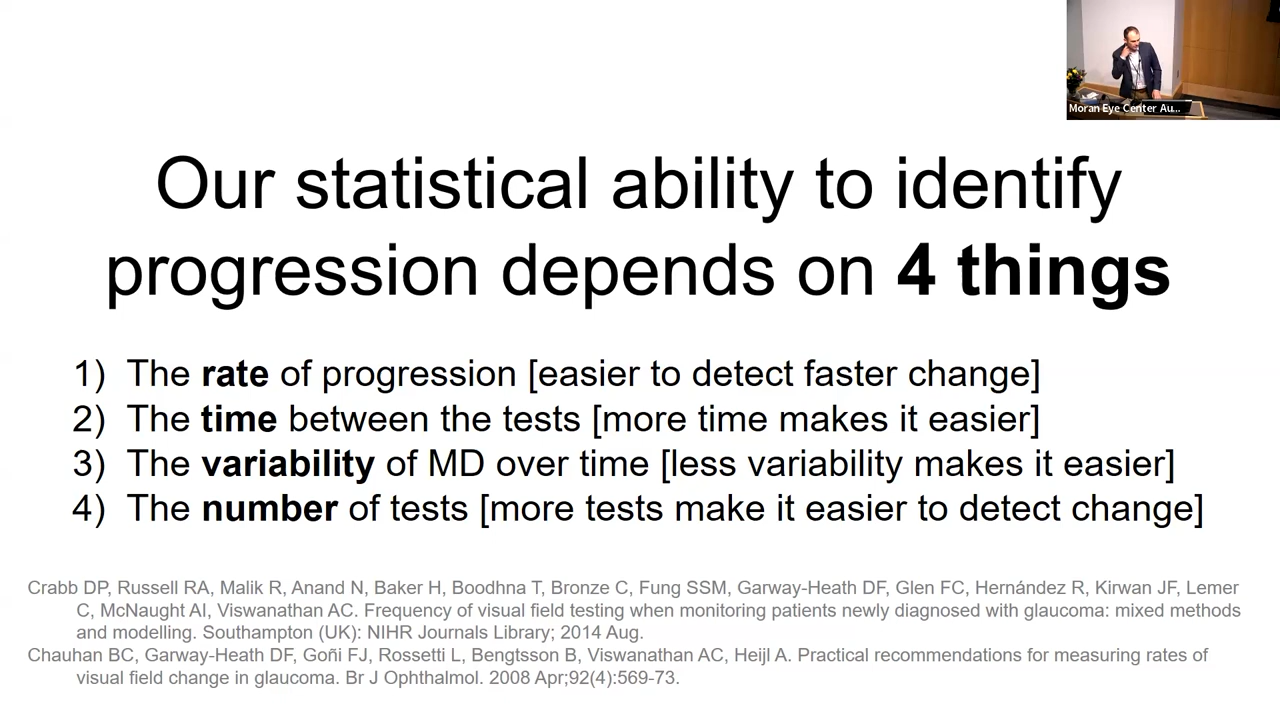 Moran Eye Center Au...
Our statistical ability to identify
progression depends on 4 things
1) The rate of progression [easier to detect faster change]
2) The time between the tests [more time makes it easier]
3) The variability of MD over time [less variability makes it easier]
4) The number of tests [more tests make it easier to detect change]
Crabb DP, Russell RA, Malik R, Anand N, Baker H, Boodhna T, Bronze C, Fung SSM, Garway-Heath DF, Glen FC, Hernández R, Kirwan JF, Lemer
C, McNaught AI, Viswanathan AC. Frequency of visual field testing when monitoring patients newly diagnosed with glaucoma: mixed methods
and modelling. Southampton (UK): NIHR Journals Library; 2014 Aug.
Chauhan BC, Garway-Heath DF, Goñi FJ, Rossetti L, Bengtsson B, Viswanathan AC, Heijl A. Practical recommendations for measuring rates of
visual field change in glaucoma. Br J Ophthalmol. 2008 Apr;92(4):569-73.